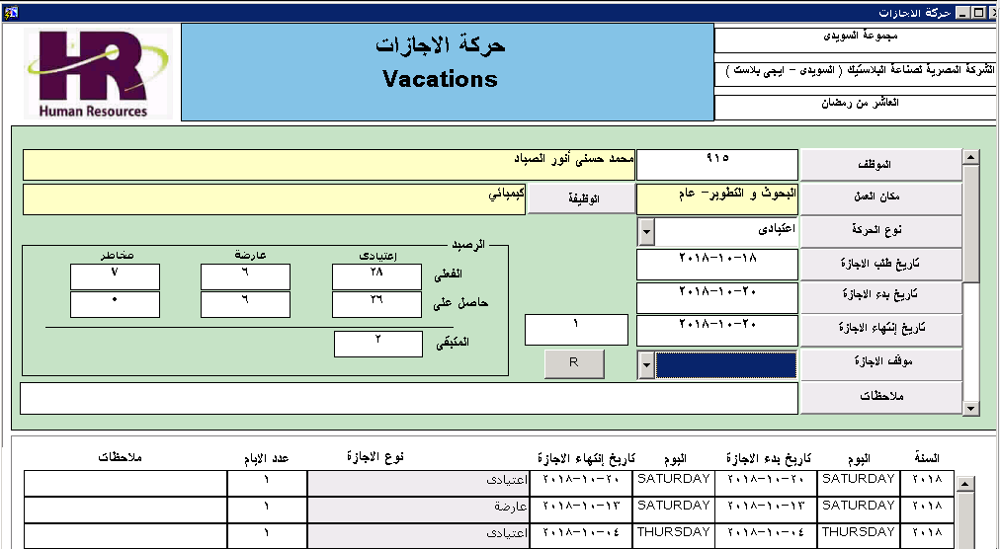 حركة الاجازات
HR
Human Resources
حركة الاجازات
Vacations
مجموعة السويدى
الشركة المصرية لصناعة البلاستيك ( السويدى - ايجى بلاست )
العاشر من رمضان
الموظف ٩١٥ محمد حسنى أنور الصياد
مكان العمل البحوث و التطوير- عام الوظيفة كيميائي
نوع الحركة اعتيادى
تاريخ طلب الاجازة ٢٠١٨-١٠-١٨
تاريخ بدء الاجازة ٢٠١٨-١٠-٢٠
تاريخ إنتهاء الاجازة ٢٠١٨-١٠-٢٠ ١
موقف الاجازة R
ملاحظات
الرصيد
إعتيادى عارضة مخاطر
الفعلى ٢٨ ٦ ٧
حاصل على ٢٦ ٦ ٠
المتبقى ٢
السنة اليوم تاريخ بدء الاجازة اليوم تاريخ إنتهاء الاجازة نوع الاجازة عدد الايام ملاحظات
٢٠١٨ SATURDAY ٢٠١٨-١٠-٢٠ SATURDAY ٢٠١٨-١٠-٢٠ اعتيادى ١
٢٠١٨ SATURDAY ٢٠١٨-١٠-١٣ SATURDAY ٢٠١٨-١٠-١٣ عارضة ١
٢٠١٨ THURSDAY ٢٠١٨-١٠-٠٤ THURSDAY ٢٠١٨-١٠-٠٤ اعتيادى ١